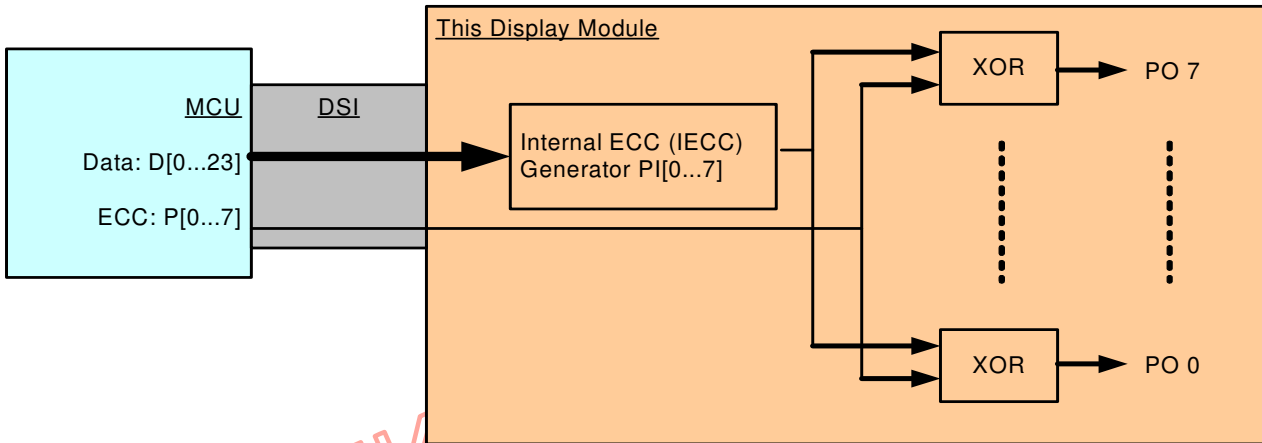 This Display Module
MCU
DSI
Data: D[0...23]
ECC: P[0...7]
Internal ECC (IECC)
Generator PI[0...7]
XOR
PO 7
XOR
PO 0